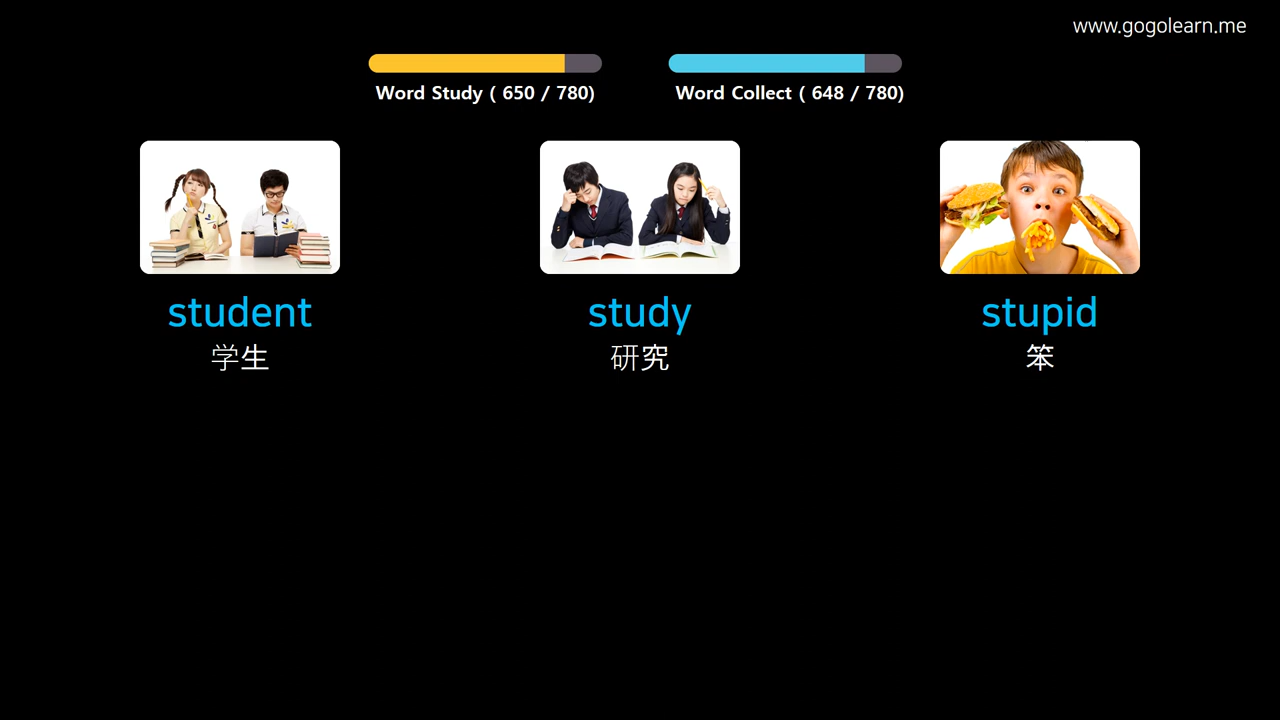 www.gogolearn.me
Word Study ( 650 / 780)
Word Collect ( 648 / 780)
student
学生
study
研究
stupid
笨